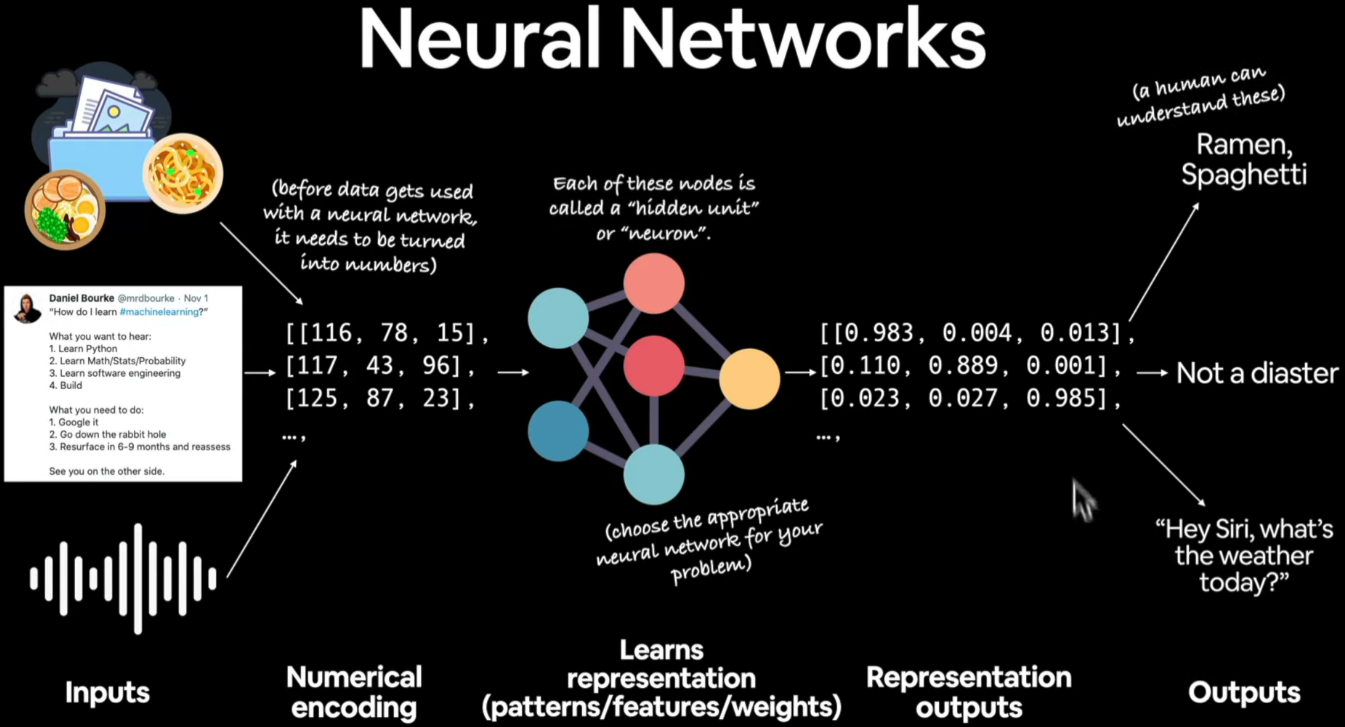 Neural Networks
(before data gets used
with a neural network,
it needs to be turned
into numbers)
Each of these nodes is
called a “hidden unit”
or “neuron”.
(a human can
understand these)
Ramen,
Spaghetti
Daniel Bourke @mrdbourke · Nov 1
“How do I learn #machinelearning?”
What you want to hear:
1. Learn Python
2. Learn Math/Stats/Probability
3. Learn software engineering
4. Build
What you need to do:
1. Google it
2. Go down the rabbit hole
3. Resurface in 6-9 months and reassess
See you on the other side.
[[116, 78, 15],
[117, 43, 96],
[125, 87, 23],
…,
[[0.983, 0.004, 0.013],
[0.110, 0.889, 0.001],
[0.023, 0.027, 0.985],
…,
Not a diaster
(choose the appropriate
neural network for your
problem)
“Hey Siri, what’s
the weather
today?”
Inputs
Numerical
encoding
Learns
representation
(patterns/features/weights)
Representation
outputs
Outputs